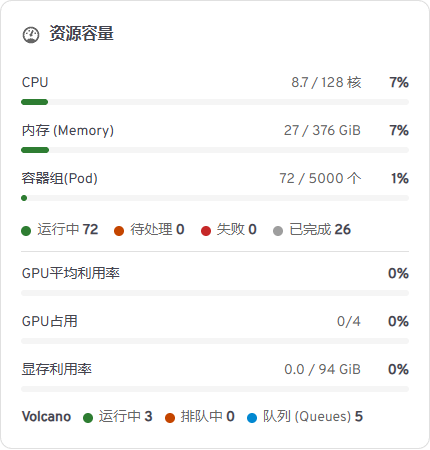 资源容量
CPU 8.7 / 128 核 7%
内存 (Memory) 27 / 376 GiB 7%
容器组(Pod) 72 / 5000 个 1%
运行中 72 待处理 0 失败 0 已完成 26
GPU平均利用率 0%
GPU占用 0/4 0%
显存利用率 0.0 / 94 GiB 0%
Volcano 运行中 3 排队中 0 队列 (Queues) 5